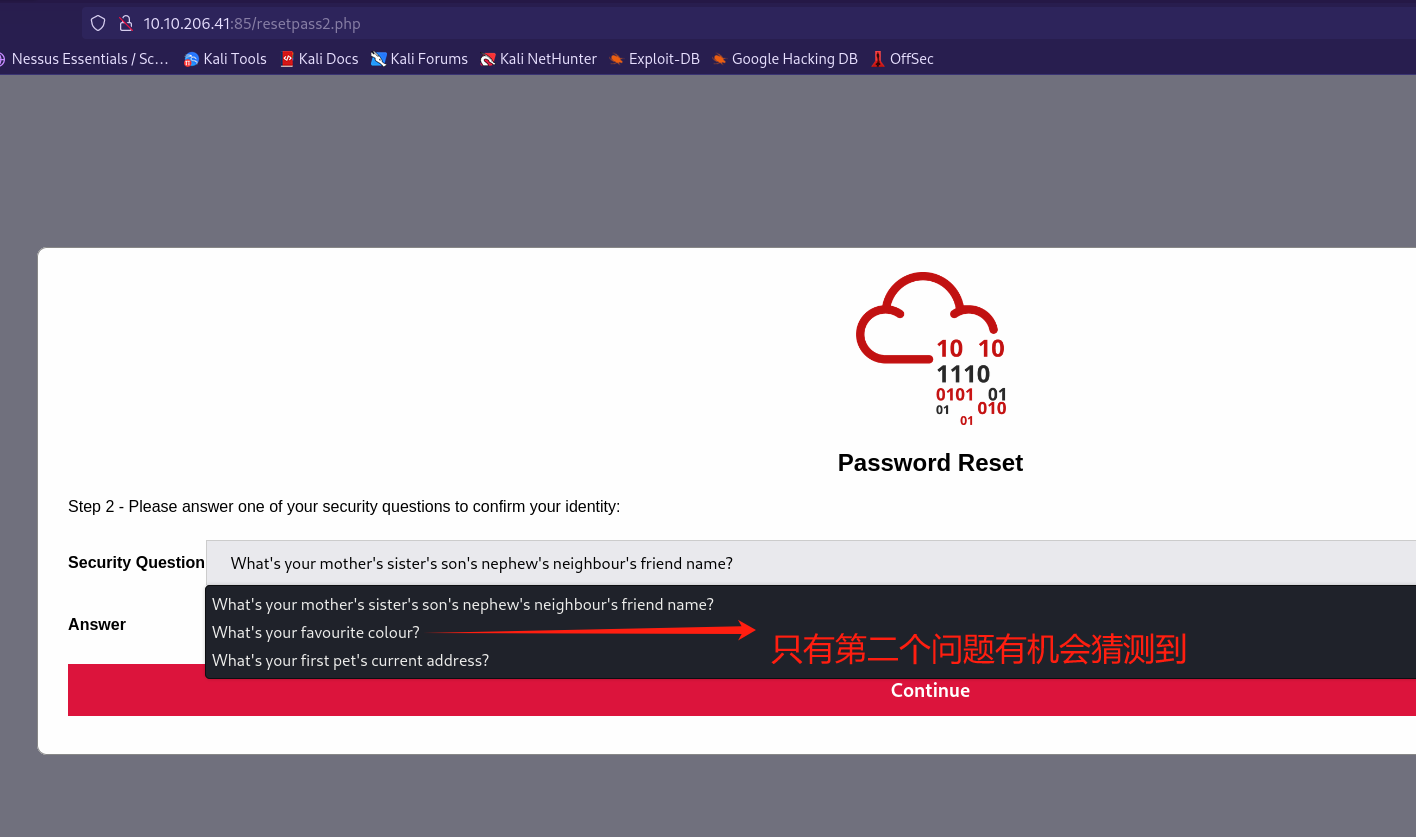 10.10.206.41:85/resetpass2.php
Nessus Essentials / Sc… Kali Tools Kali Docs Kali Forums Kali NetHunter Exploit-DB Google Hacking DB OffSec
10 10
1110
0101 01
01 010
01
Password Reset
Step 2 - Please answer one of your security questions to confirm your identity:
Security Question What's your mother's sister's son's nephew's neighbour's friend name?
What's your mother's sister's son's nephew's neighbour's friend name?
Answer
What's your favourite colour?
只有第二个问题有机会猜测到
What's your first pet's current address?
Continue